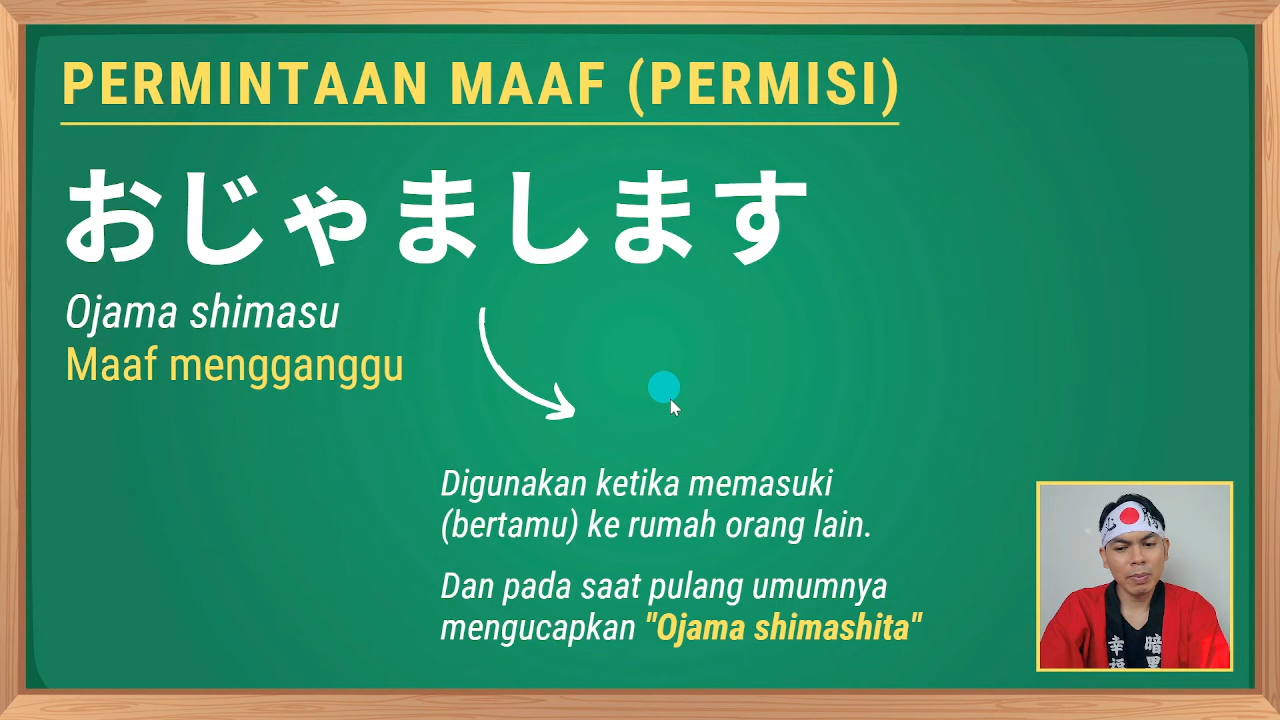 PERMINTAAN MAAF (PERMISI)
おじゃまします
Ojama shimasu
Maaf mengganggu
Digunakan ketika memasuki
(bertamu) ke rumah orang lain.
Dan pada saat pulang umumnya
mengucapkan "Ojama shimashita"